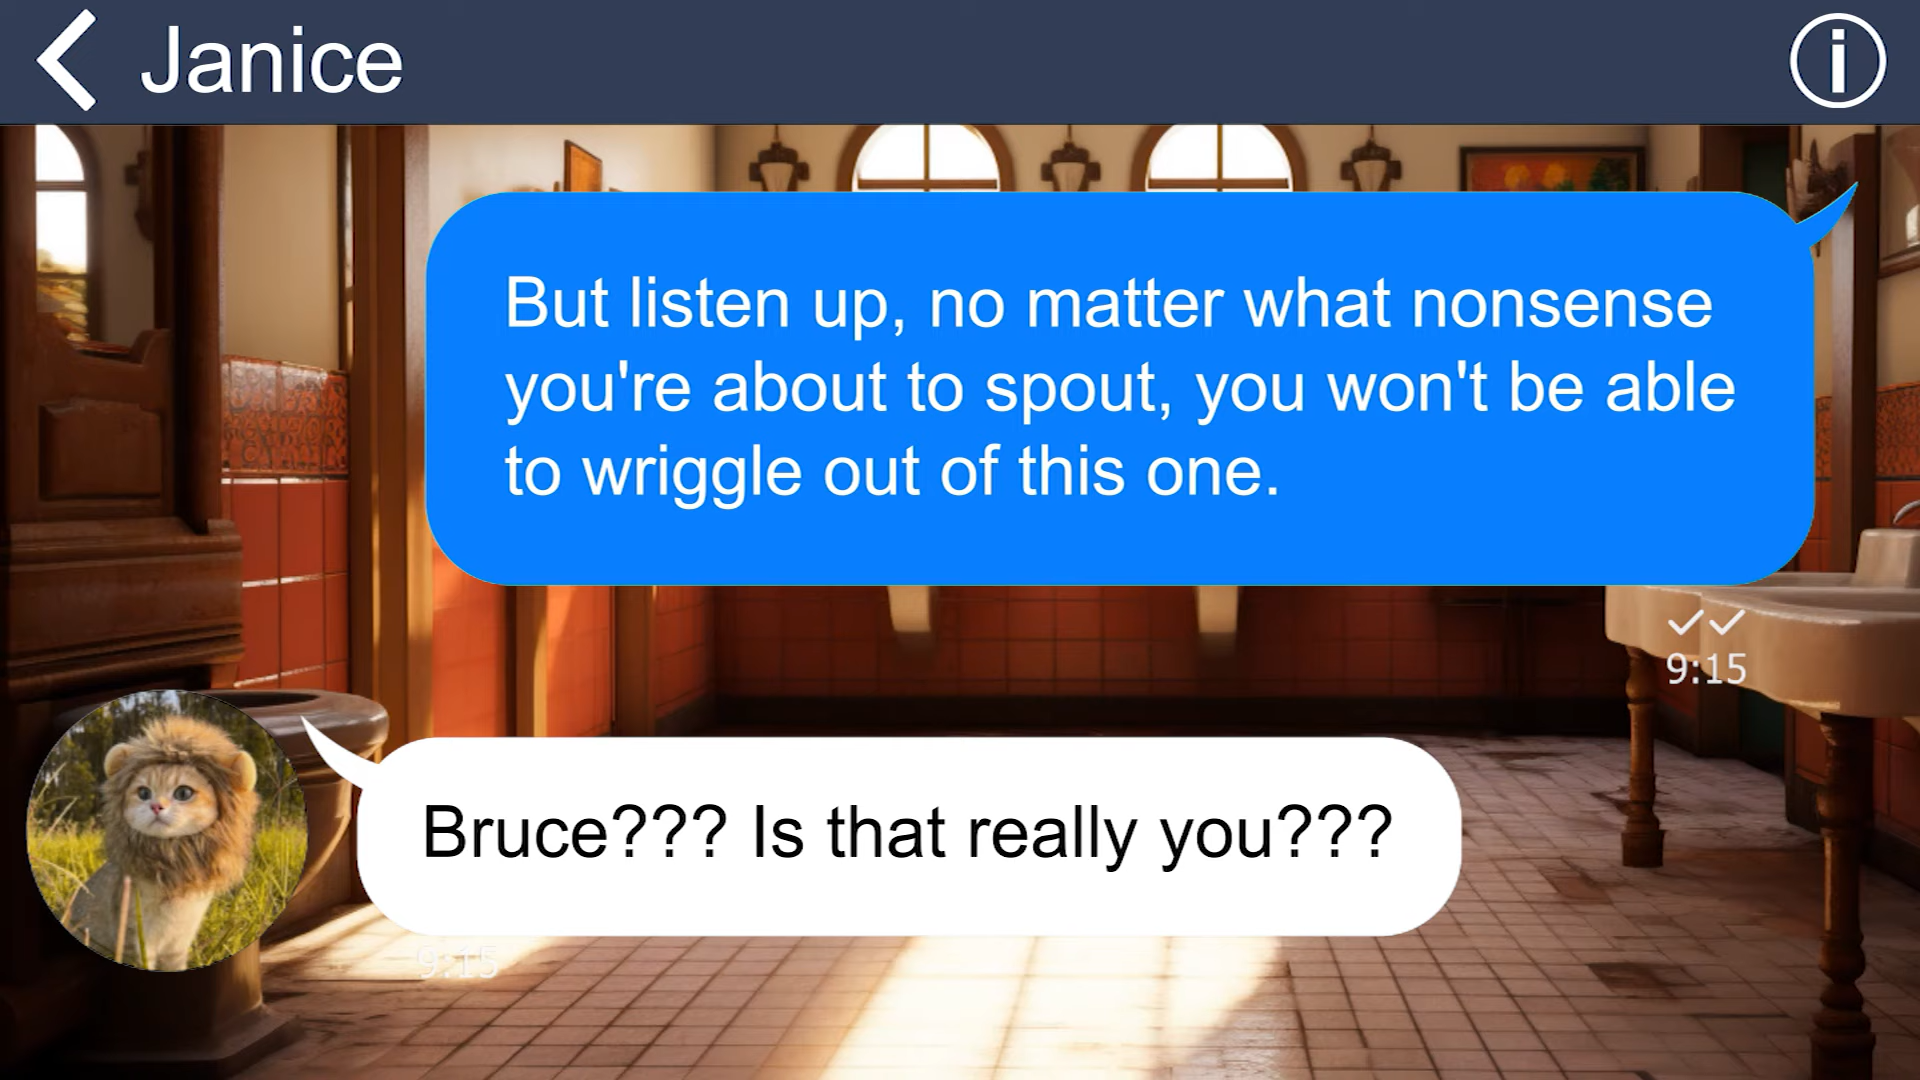 Janice
But listen up, no matter what nonsense
you're about to spout, you won't be able
to wriggle out of this one.
9:15
Bruce??? Is that really you???
9:15